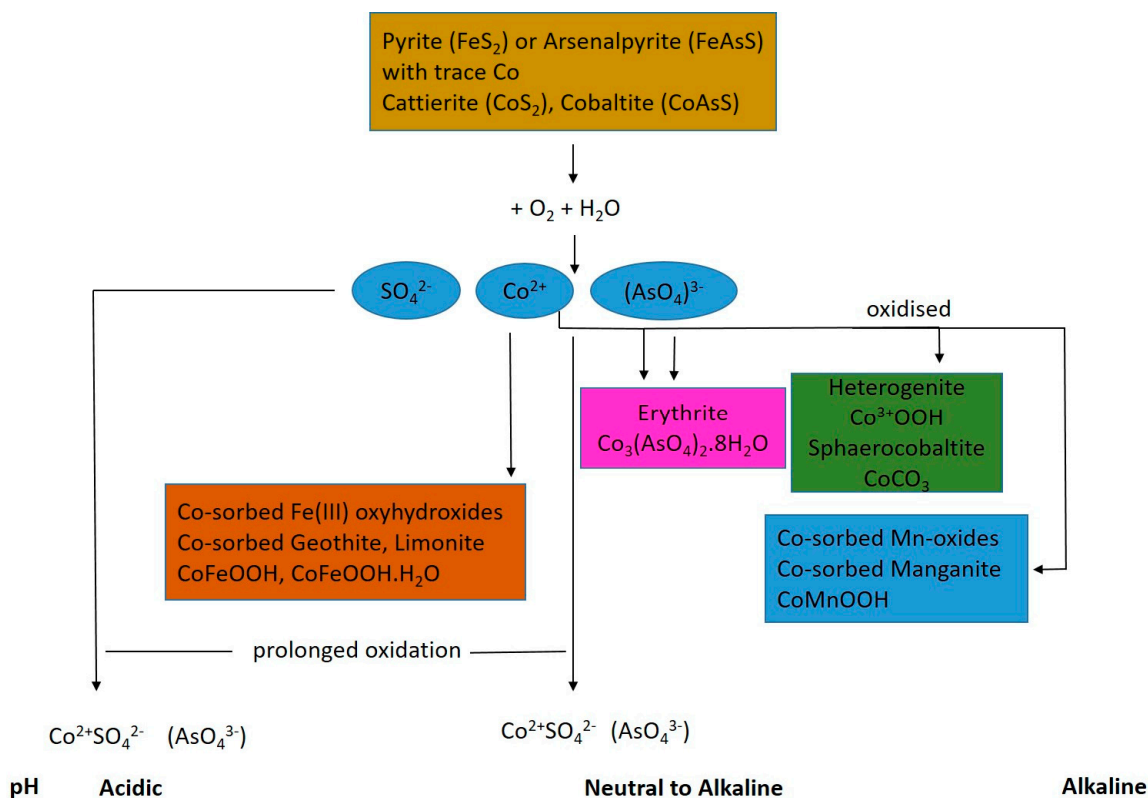 Pyrite (FeS₂) or Arsenalpyrite (FeAsS)
with trace Co
Cattierite (CoS₂), Cobaltite (CoAsS)
+ O₂ + H₂O
SO₄²⁻
Co²⁺
(AsO₄)³⁻
oxidised
Erythrite
Co₃(AsO₄)₂.8H₂O
Heterogenite
Co³⁺OOH
Sphaerocobaltite
CoCO₃
Co-sorbed Fe(III) oxyhydroxides
Co-sorbed Geothite, Limonite
CoFeOOH, CoFeOOH.H₂O
Co-sorbed Mn-oxides
Co-sorbed Manganite
CoMnOOH
prolonged oxidation
Co²⁺SO₄²⁻ (AsO₄³⁻)
Co²⁺SO₄²⁻ (AsO₄³⁻)
pH Acidic Neutral to Alkaline Alkaline